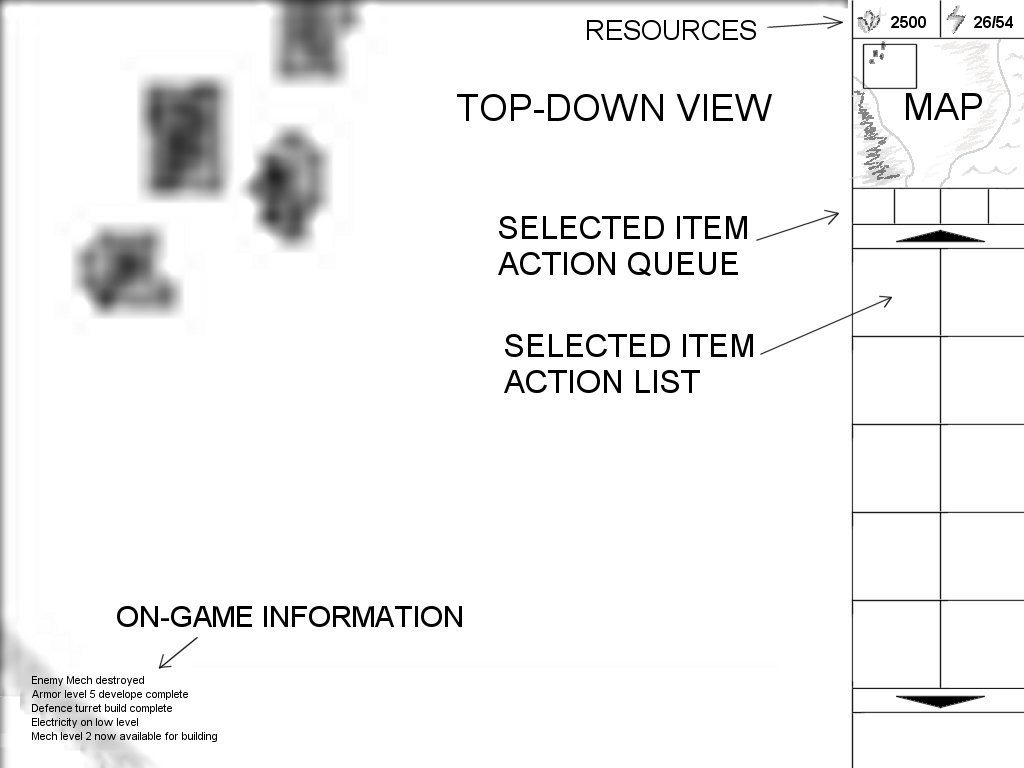 RESOURCES
2500
26/54
TOP-DOWN VIEW
MAP
SELECTED ITEM
ACTION QUEUE
SELECTED ITEM
ACTION LIST
ON-GAME INFORMATION
Enemy Mech destroyed
Armor level 5 develope complete
Defence turret build complete
Electricity on low level
Mech level 2 now available for building